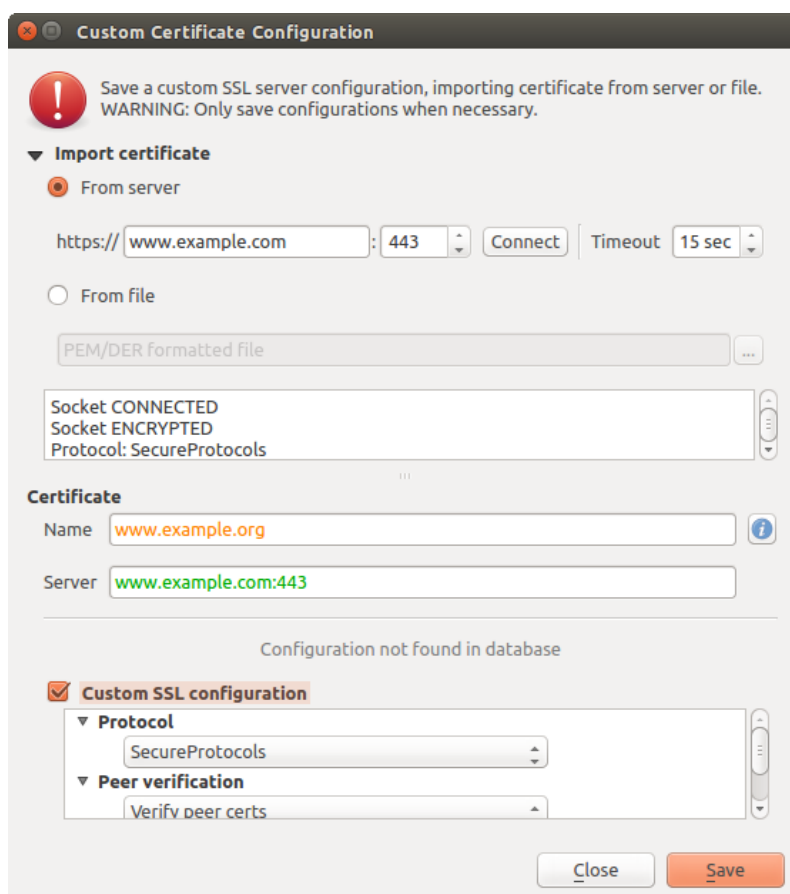 Custom Certificate Configuration
Save a custom SSL server configuration, importing certificate from server or file.
WARNING: Only save configurations when necessary.
Import certificate
From server
https:// www.example.com : 443 Connect Timeout 15 sec
From file
PEM/DER formatted file ...
Socket CONNECTED
Socket ENCRYPTED
Protocol: SecureProtocols
Certificate
Name www.example.org
Server www.example.com:443
Configuration not found in database
Custom SSL configuration
Protocol
SecureProtocols
Peer verification
Verify peer certs
Close Save